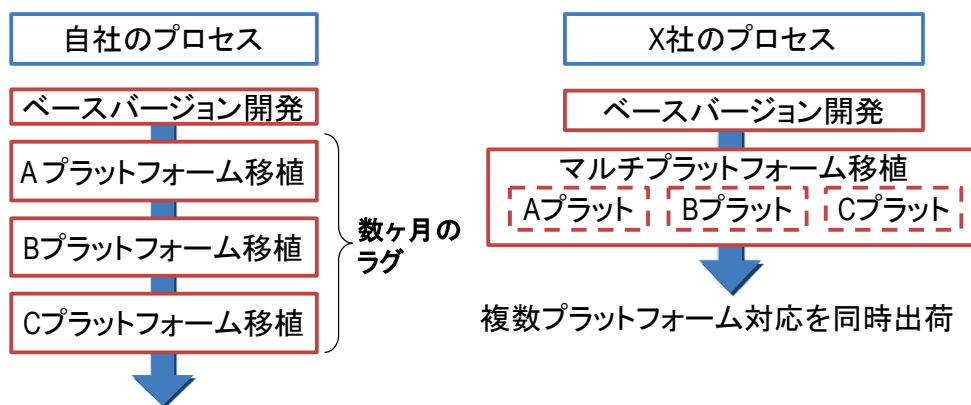 自社のプロセス
ベースバージョン開発
Aプラットフォーム移植
Bプラットフォーム移植
Cプラットフォーム移植
数ヶ月の
ラグ
X社のプロセス
ベースバージョン開発
マルチプラットフォーム移植
Aプラット
Bプラット
Cプラット
複数プラットフォーム対応を同時出荷